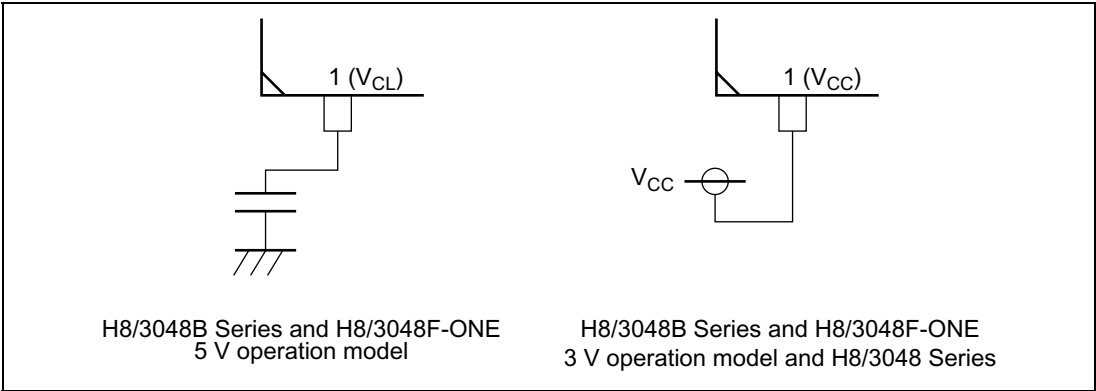 1 (VCL)
1 (VCC)
VCC
H8/3048B Series and H8/3048F-ONE
5 V operation model
H8/3048B Series and H8/3048F-ONE
3 V operation model and H8/3048 Series